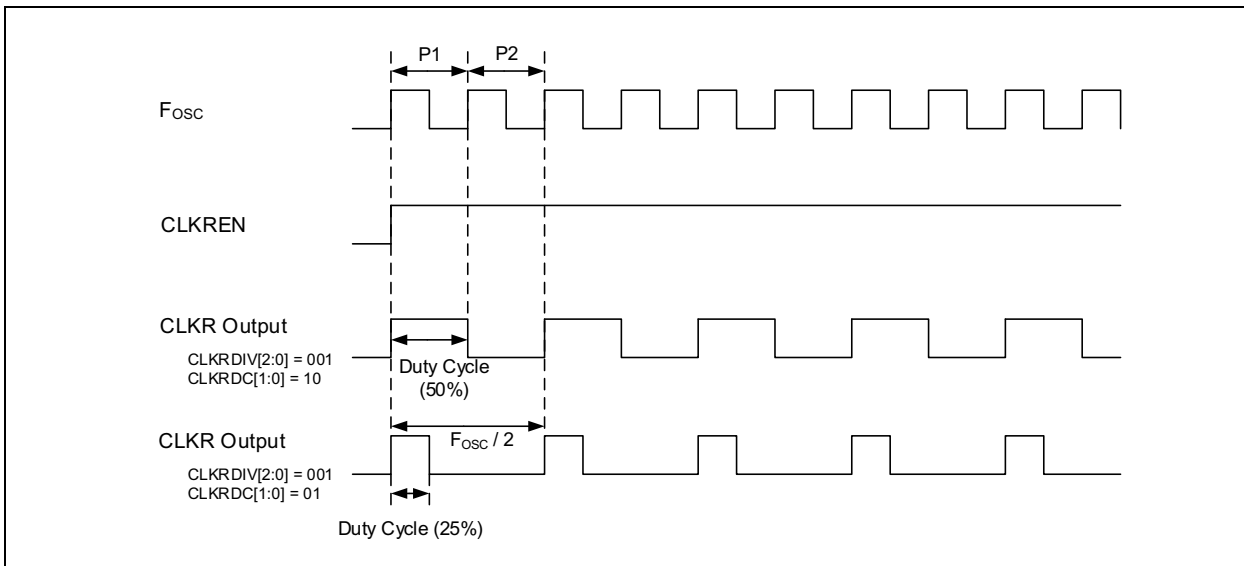 P1 P2
FOSC
CLKREN
CLKR Output
CLKRDIV[2:0] = 001
CLKRDC[1:0] = 10
Duty Cycle
(50%)
FOSC / 2
CLKR Output
CLKRDIV[2:0] = 001
CLKRDC[1:0] = 01
Duty Cycle (25%)